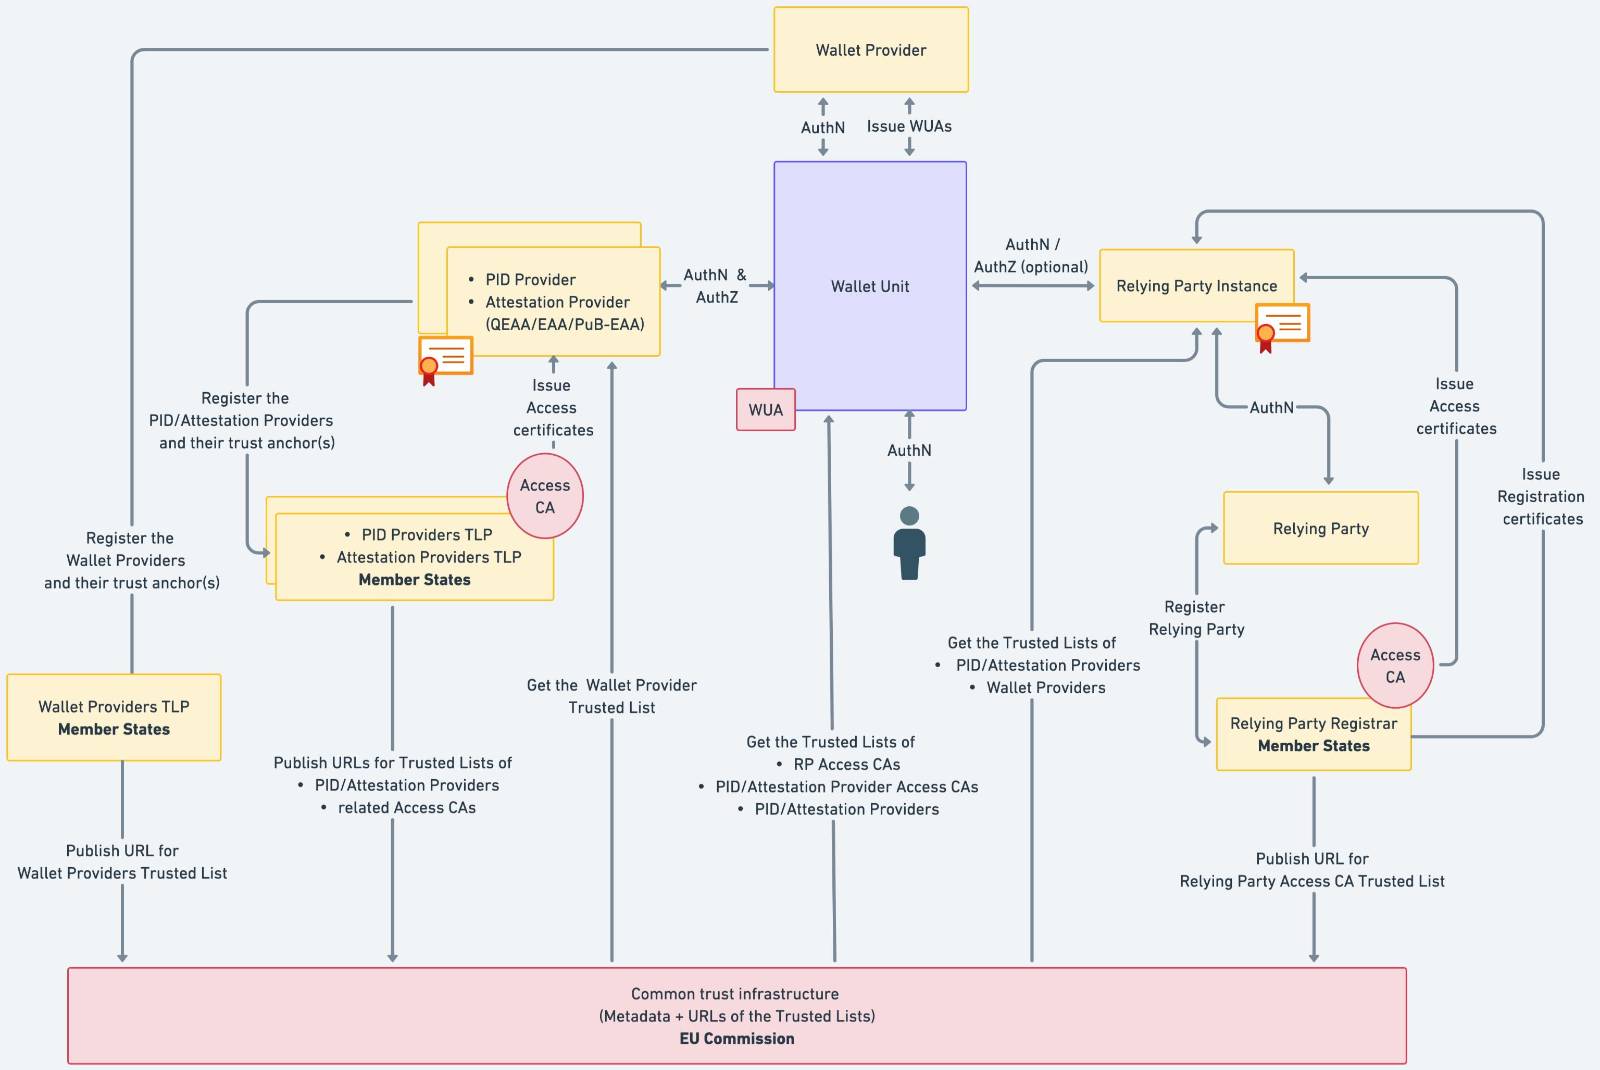 Wallet Provider
AuthN
Issue WUAs
Wallet Unit
WUA
AuthN &
AuthZ
• PID Provider
• Attestation Provider
(QEAA/EAA/PuB-EAA)
AuthN /
AuthZ (optional)
Relying Party Instance
Register the
PID/Attestation Providers
and their trust anchor(s)
Issue
Access
certificates
Access
CA
AuthN
AuthN
Issue
Access
certificates
Issue
Registration
certificates
• PID Providers TLP
• Attestation Providers TLP
Member States
Relying Party
Register the
Wallet Providers
and their trust anchor(s)
Register
Relying Party
Access
CA
Wallet Providers TLP
Member States
Get the Wallet Provider
Trusted List
Get the Trusted Lists of
• PID/Attestation Providers
• Wallet Providers
Relying Party Registrar
Member States
Publish URLs for Trusted Lists of
• PID/Attestation Providers
• related Access CAs
Get the Trusted Lists of
• RP Access CAs
• PID/Attestation Provider Access CAs
• PID/Attestation Providers
Publish URL for
Wallet Providers Trusted List
Publish URL for
Relying Party Access CA Trusted List
Common trust infrastructure
(Metadata + URLs of the Trusted Lists)
EU Commission